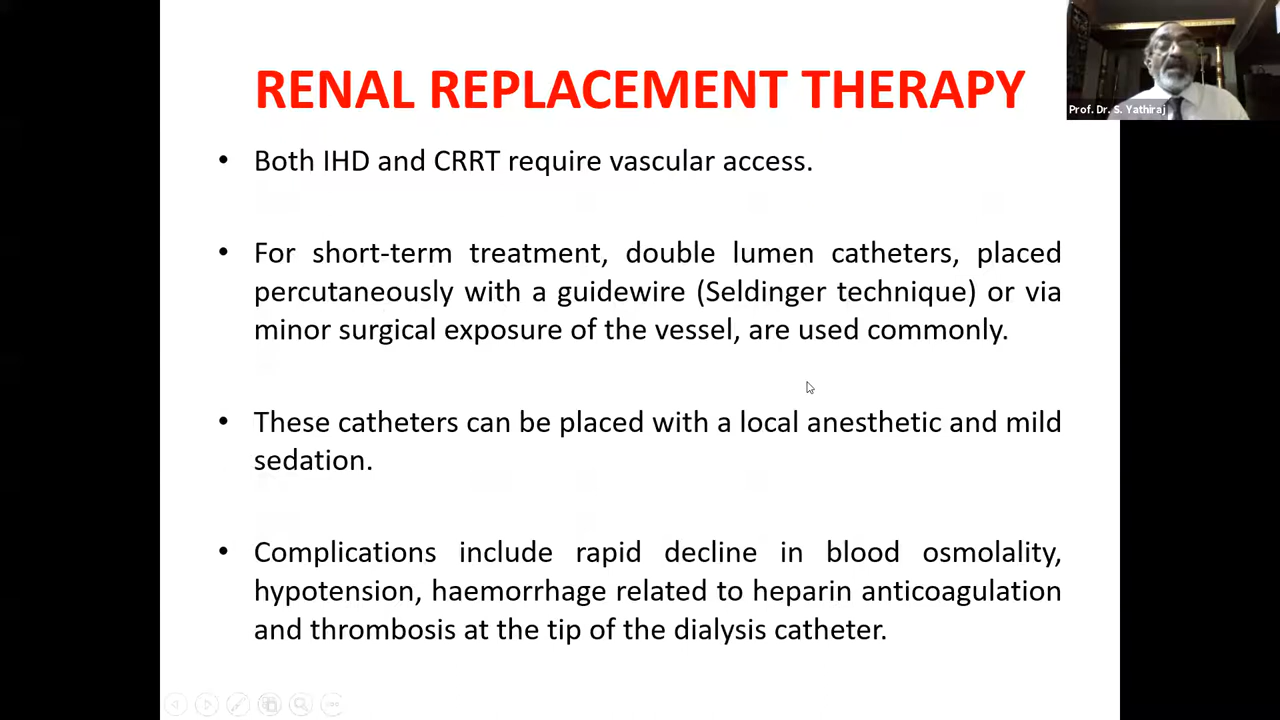 RENAL REPLACEMENT THERAPY
Prof. Dr. S. Yathiraj
• Both IHD and CRRT require vascular access.
• For short-term treatment, double lumen catheters, placed
percutaneously with a guidewire (Seldinger technique) or via
minor surgical exposure of the vessel, are used commonly.
• These catheters can be placed with a local anesthetic and mild
sedation.
• Complications include rapid decline in blood osmolality,
hypotension, haemorrhage related to heparin anticoagulation
and thrombosis at the tip of the dialysis catheter.